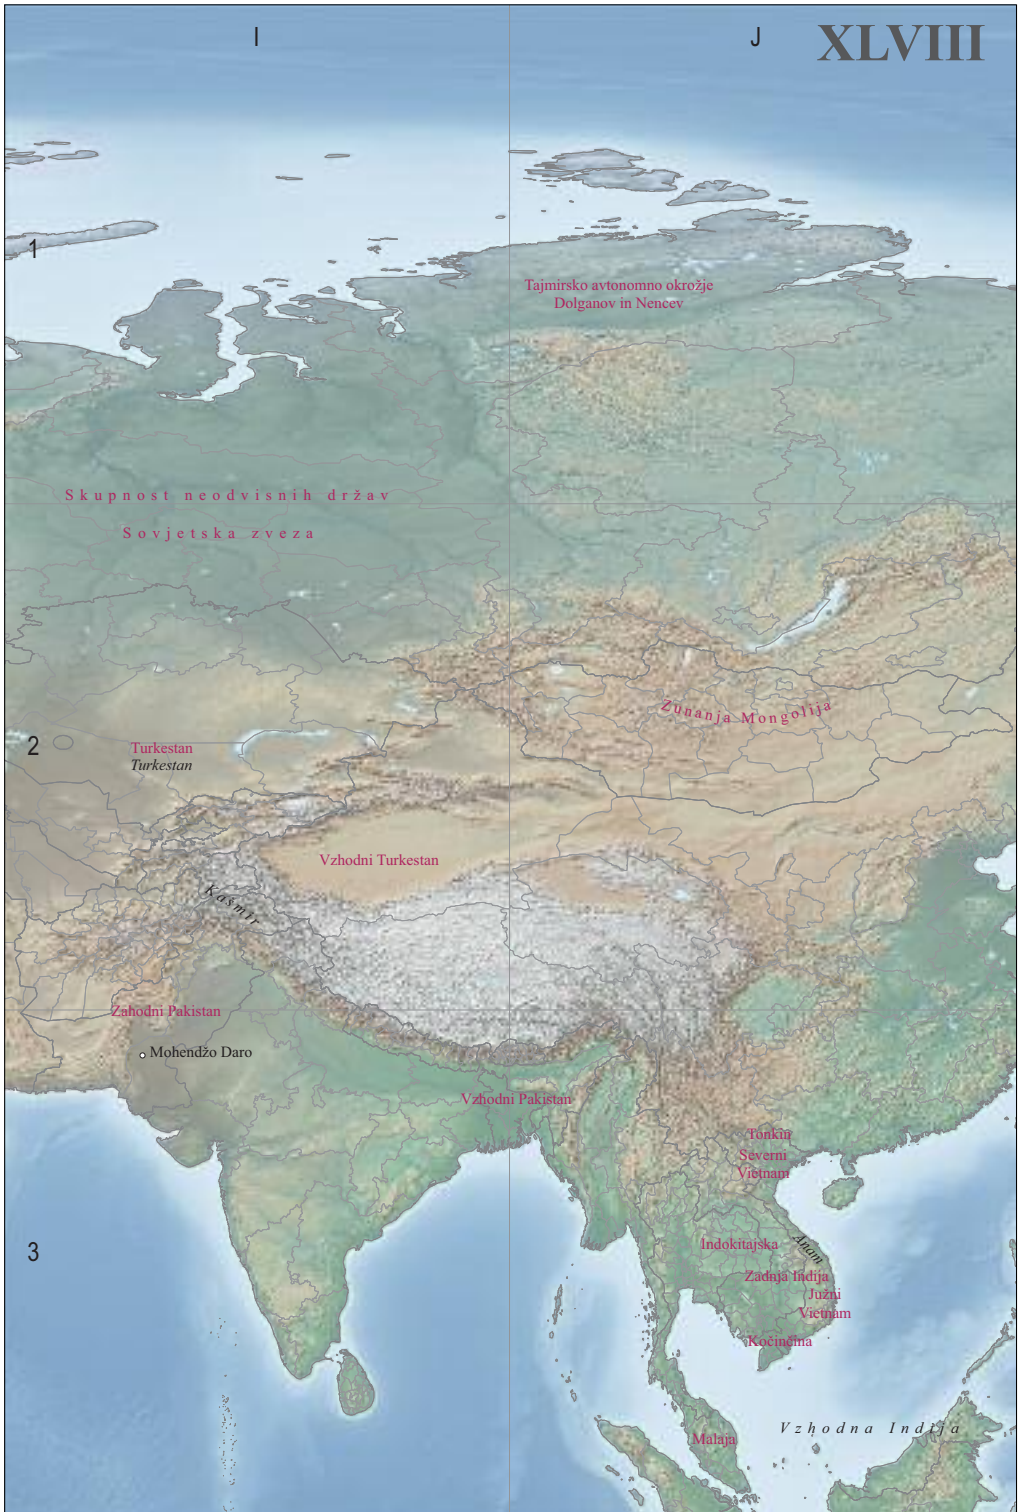 I
J
XLVIII
1
Tajmirsko avtonomno okrožje
Dolganov in Nencev
Skupnost neodvisnih držav
Sovjetska zveza
Zunanja Mongolija
2
Turkestan
Turkestan
Vzhodni Turkestan
Kašmir
Zahodni Pakistan
Mohendžo Daro
Vzhodni Pakistan
Tonkin
Severni
Vietnam
3
Indokitajska
Anam
Zadnja Indija
Južni
Vietnam
Kočinčina
Vzhodna Indija
Malaja